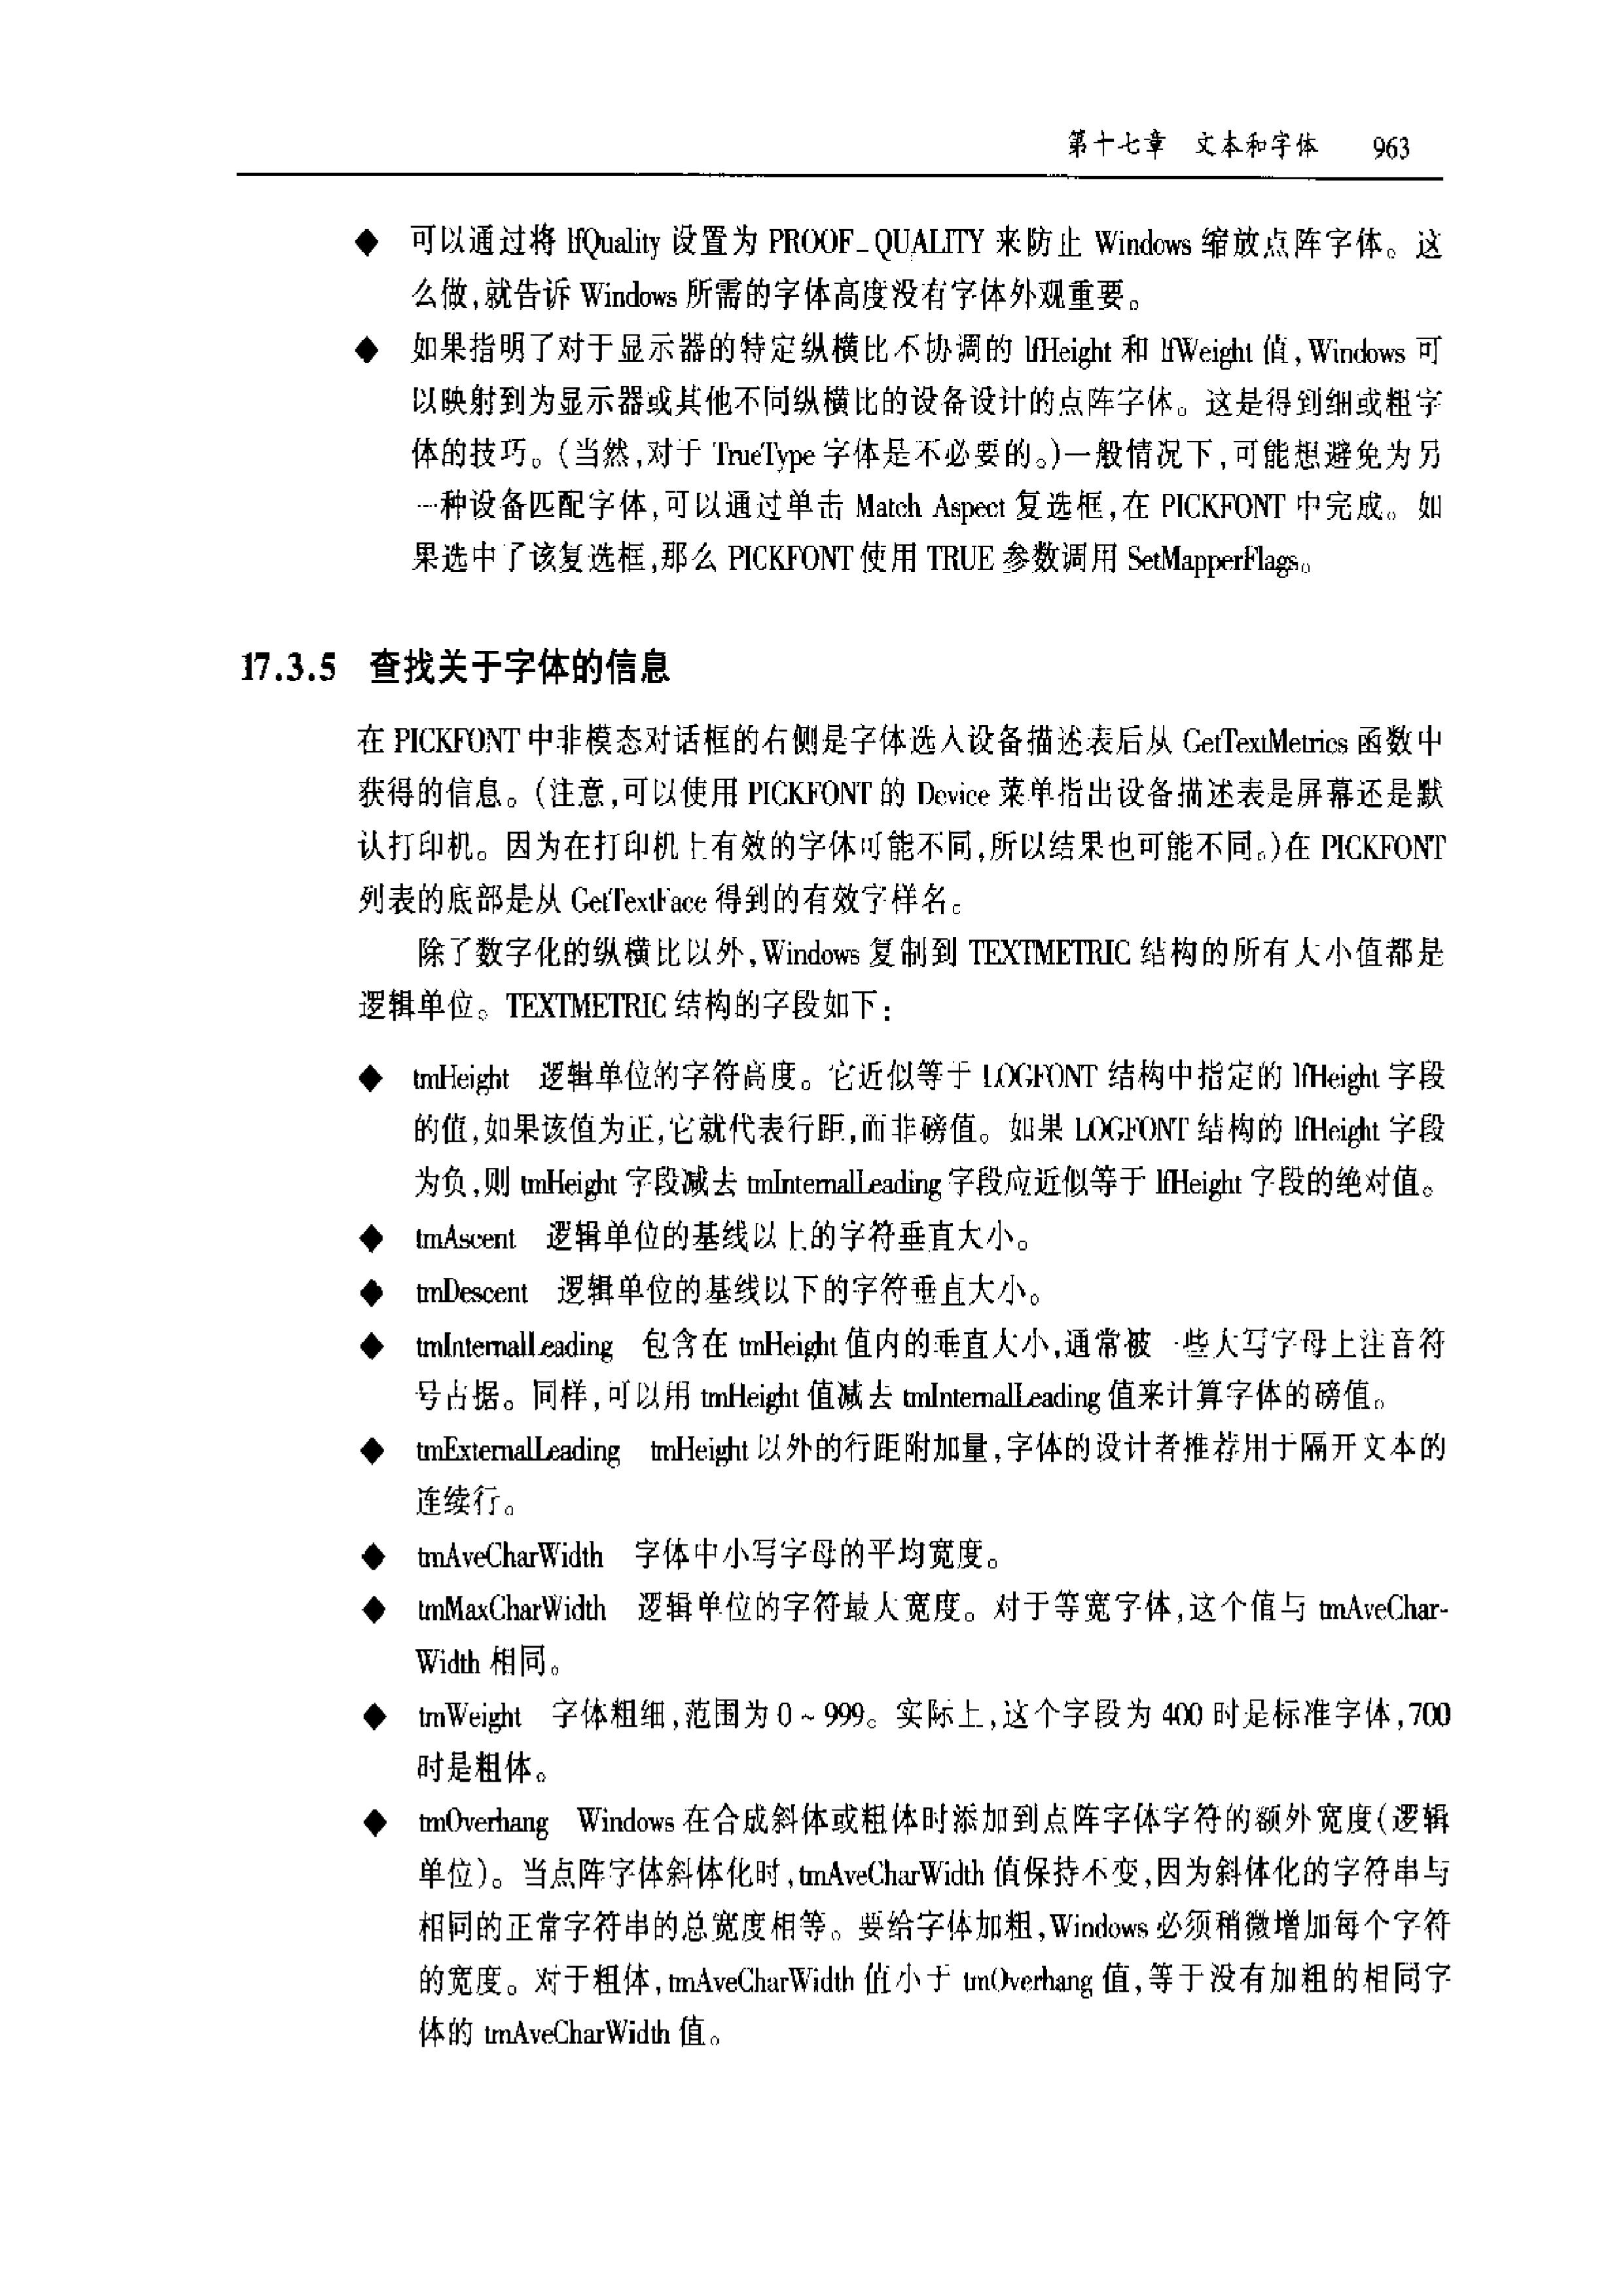 第十七章 文本和字体 963
◆ 可以通过将 lfQuality 设置为 PROOF_QUALITY 来防止 Windows 缩放点阵字体。这
么做,就告诉 Windows 所需的字体高度没有字体外观重要。
◆ 如果指明了对于显示器的特定纵横比不协调的 lfHeight 和 lfWeight 值,Windows 可
以映射到为显示器或其他不同纵横比的设备设计的点阵字体。这是得到细或粗字
体的技巧。(当然,对于 TrueType 字体是不必要的。)一般情况下,可能想避免为另
一种设备匹配字体,可以通过单击 Match Aspect 复选框,在 PICKFONT 中完成。如
果选中了该复选框,那么 PICKFONT 使用 TRUE 参数调用 SetMapperFlags。
17.3.5 查找关于字体的信息
在 PICKFONT 中非模态对话框的右侧是字体选入设备描述表后从 GetTextMetrics 函数中
获得的信息。(注意,可以使用 PICKFONT 的 Device 菜单指出设备描述表是屏幕还是默
认打印机。因为在打印机上有效的字体可能不同,所以结果也可能不同。)在 PICKFONT
列表的底部是从 GetTextFace 得到的有效字样名。
除了数字化的纵横比以外,Windows 复制到 TEXTMETRIC 结构的所有大小值都是
逻辑单位。TEXTMETRIC 结构的字段如下:
◆ tmHeight 逻辑单位的字符高度。它近似等于 LOGFONT 结构中指定的 lfHeight 字段
的值,如果该值为正,它就代表行距,而非磅值。如果 LOGFONT 结构的 lfHeight 字段
为负,则 tmHeight 字段减去 tmInternalLeading 字段应近似等于 lfHeight 字段的绝对值。
◆ tmAscent 逻辑单位的基线以上的字符垂直大小。
◆ tmDescent 逻辑单位的基线以下的字符垂直大小。
◆ tmInternalLeading 包含在 tmHeight 值内的垂直大小,通常被一些大写字母上注音符
号占据。同样,可以用 tmHeight 值减去 tmInternalLeading 值来计算字体的磅值。
◆ tmExternalLeading tmHeight 以外的行距附加量,字体的设计者推荐用于隔开文本的
连续行。
◆ tmAveCharWidth 字体中小写字母的平均宽度。
◆ tmMaxCharWidth 逻辑单位的字符最大宽度。对于等宽字体,这个值与 tmAveChar-
Width 相同。
◆ tmWeight 字体粗细,范围为 0 ~ 999。实际上,这个字段为 400 时是标准字体,700
时是粗体。
◆ tmOverhang Windows 在合成斜体或粗体时添加到点阵字体字符的额外宽度(逻辑
单位)。当点阵字体斜体化时,tmAveCharWidth 值保持不变,因为斜体化的字符串与
相同的正常字符串的总宽度相等。要给字体加粗,Windows 必须稍微增加每个字符
的宽度。对于粗体,tmAveCharWidth 值小于 tmOverhang 值,等于没有加粗的相同字
体的 tmAveCharWidth 值。